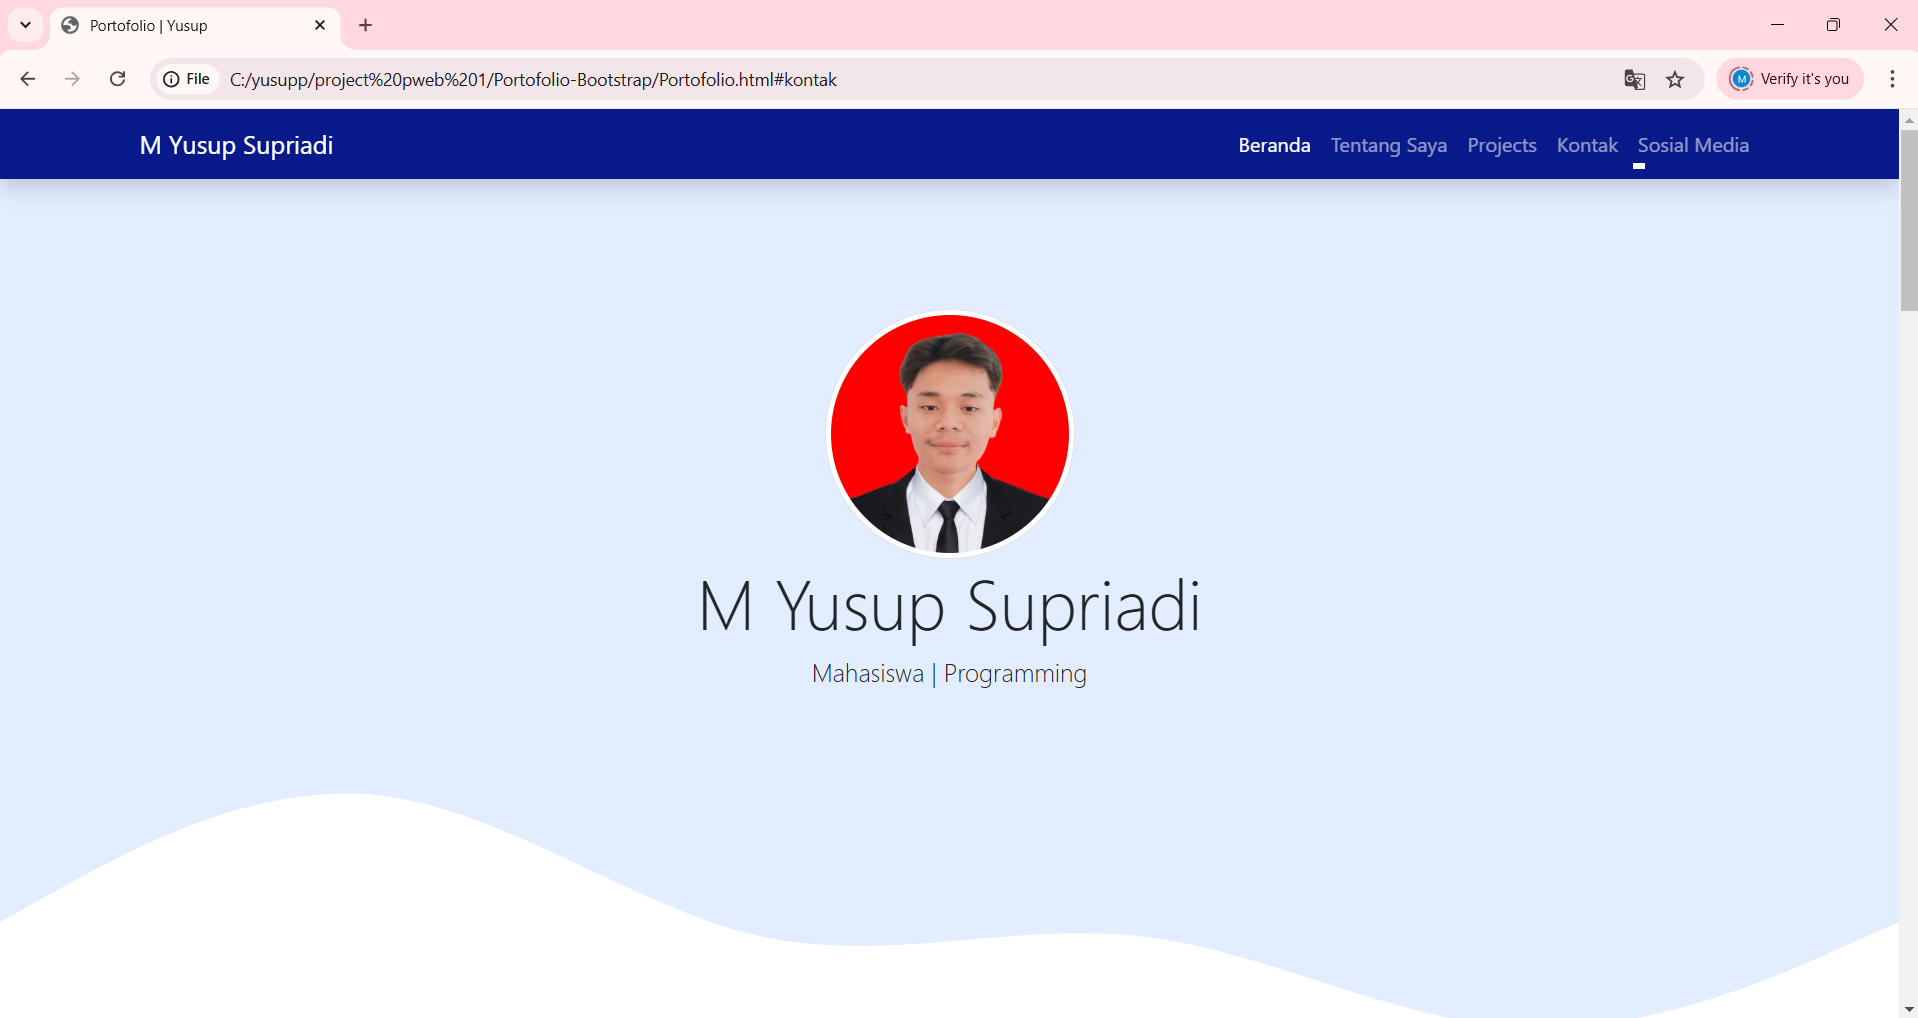 Portofolio | Yusup
File C:/yusupp/project%20pweb%201/Portofolio-Bootstrap/Portofolio.html#kontak M Verify it's you
M Yusup Supriadi Beranda Tentang Saya Projects Kontak Sosial Media
M Yusup Supriadi
Mahasiswa | Programming